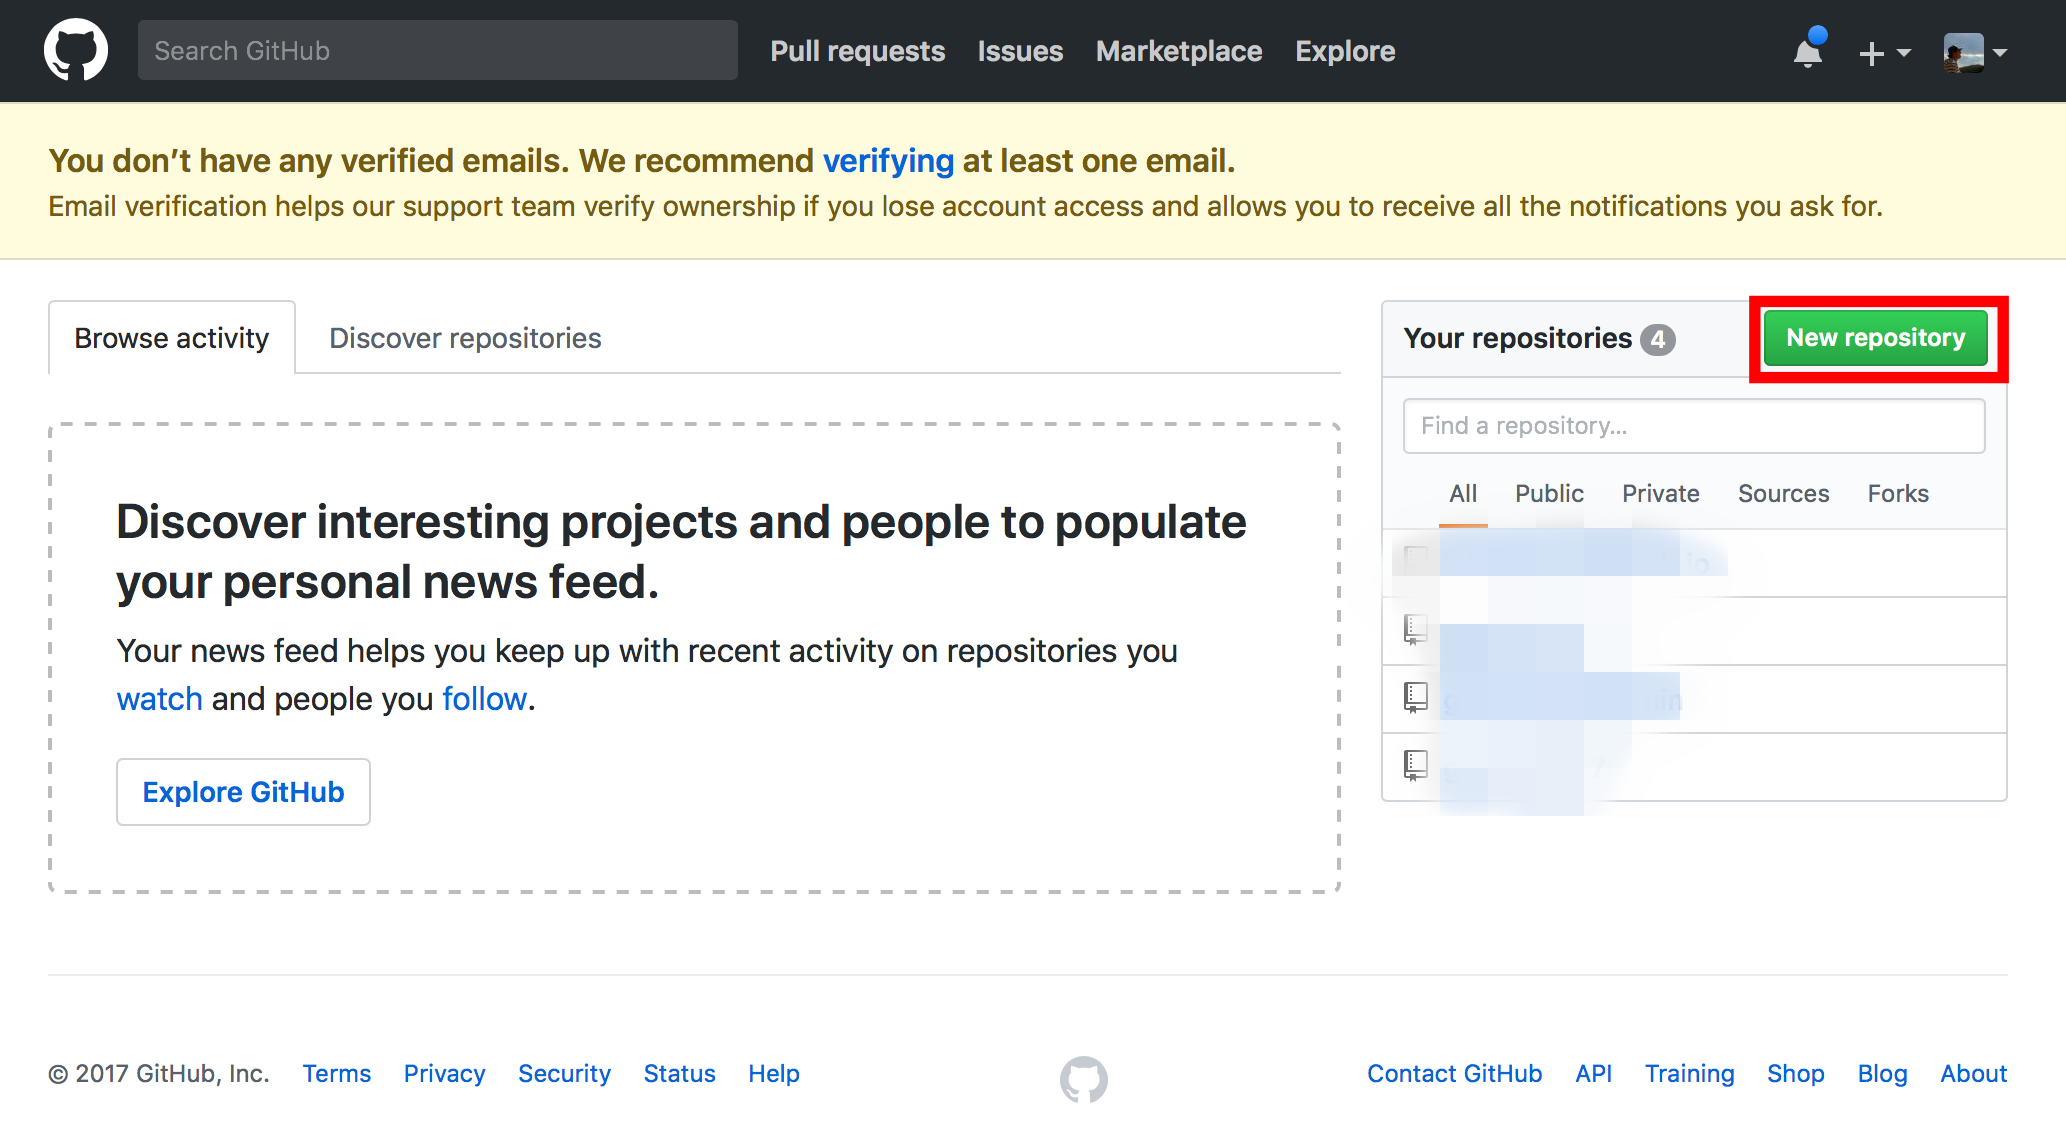 Search GitHub
Pull requests Issues Marketplace Explore
You don’t have any verified emails. We recommend verifying at least one email.
Email verification helps our support team verify ownership if you lose account access and allows you to receive all the notifications you ask for.
Browse activity Discover repositories
Discover interesting projects and people to populate
your personal news feed.
Your news feed helps you keep up with recent activity on repositories you
watch and people you follow.
Explore GitHub
Your repositories 4 New repository
Find a repository...
All Public Private Sources Forks
© 2017 GitHub, Inc. Terms Privacy Security Status Help
Contact GitHub API Training Shop Blog About